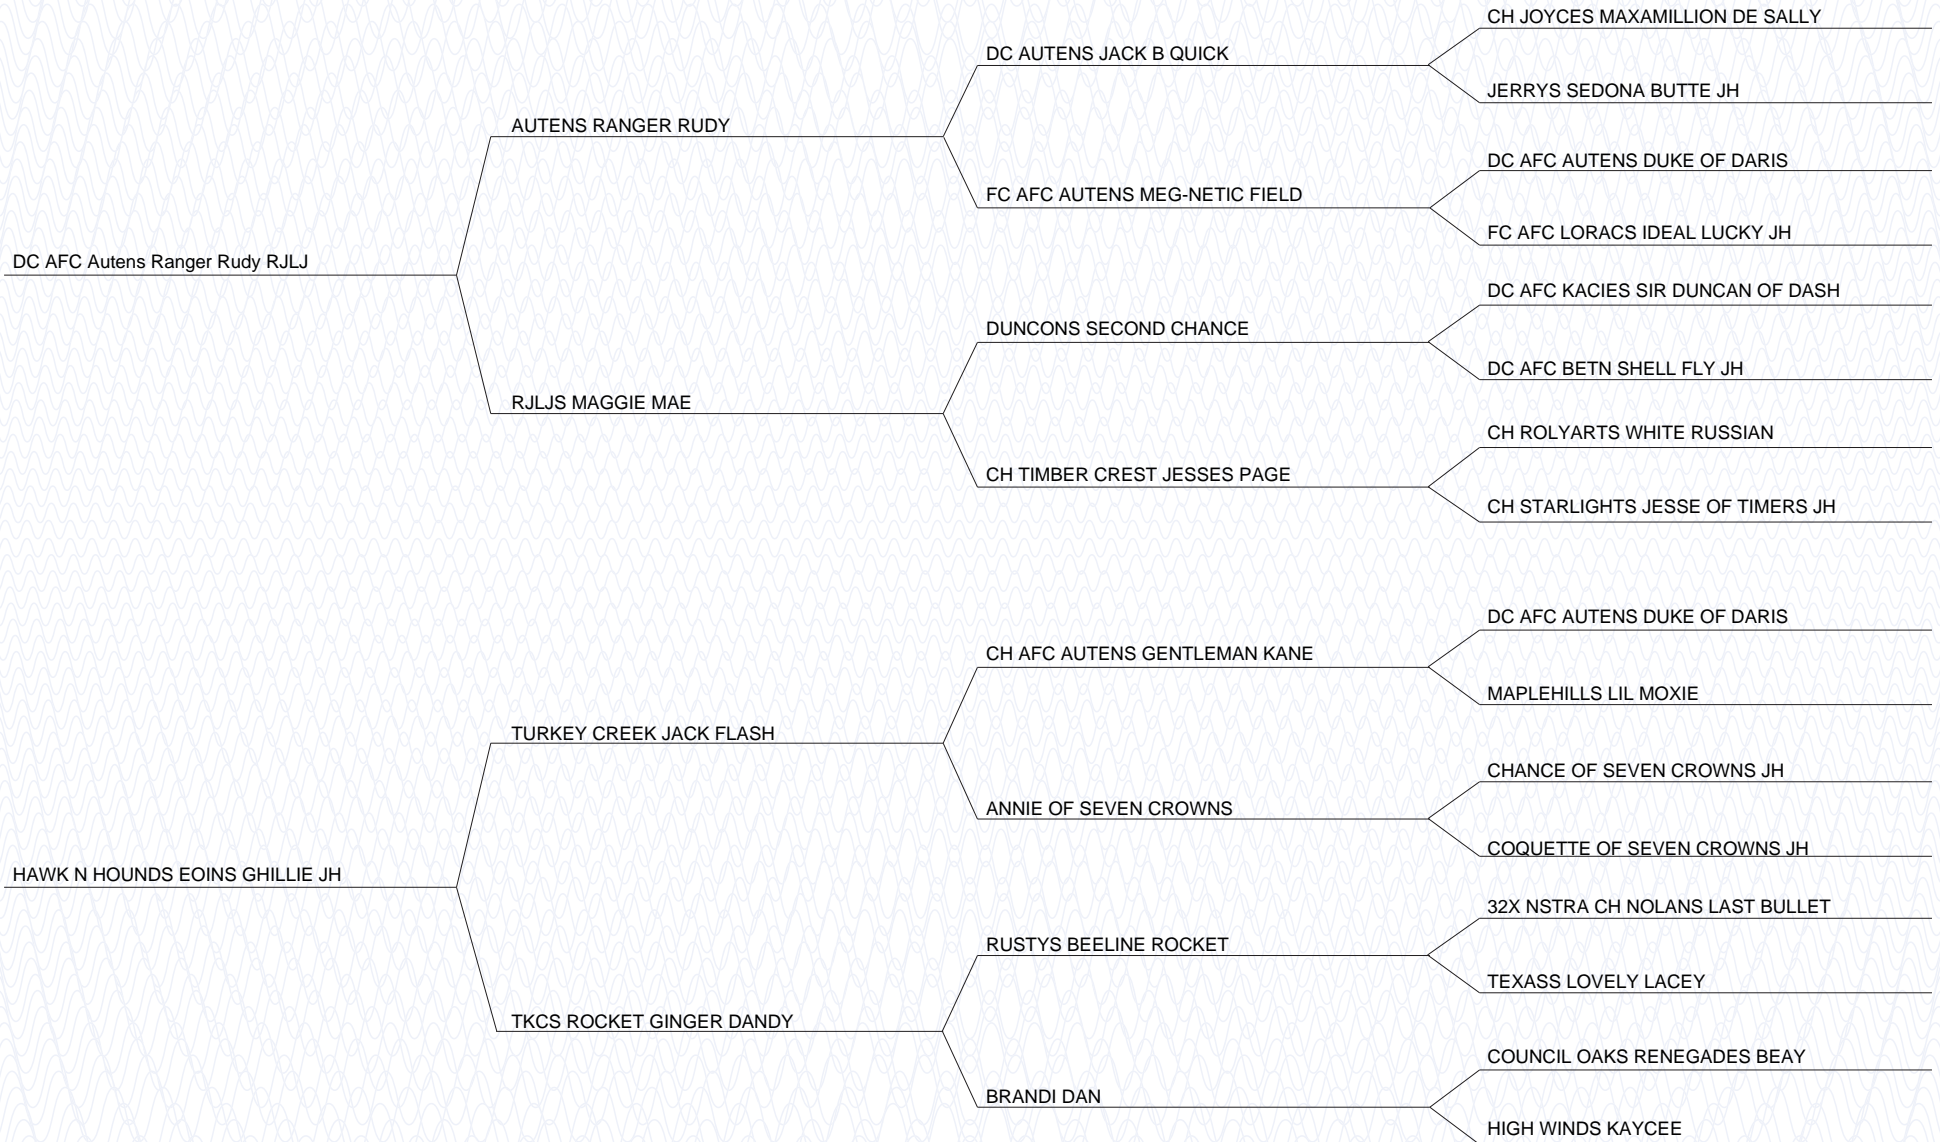 CH JOYCES MAXAMILLION DE SALLY
DC AUTENS JACK B QUICK
JERRYS SEDONA BUTTE JH
AUTENS RANGER RUDY
DC AFC AUTENS DUKE OF DARIS
FC AFC AUTENS MEG-NETIC FIELD
FC AFC LORACS IDEAL LUCKY JH
DC AFC Autens Ranger Rudy RJLJ
DC AFC KACIES SIR DUNCAN OF DASH
DUNCONS SECOND CHANCE
DC AFC BETN SHELL FLY JH
RJLJS MAGGIE MAE
CH ROLYARTS WHITE RUSSIAN
CH TIMBER CREST JESSES PAGE
CH STARLIGHTS JESSE OF TIMERS JH
DC AFC AUTENS DUKE OF DARIS
CH AFC AUTENS GENTLEMAN KANE
MAPLEHILLS LIL MOXIE
TURKEY CREEK JACK FLASH
CHANCE OF SEVEN CROWNS JH
ANNIE OF SEVEN CROWNS
COQUETTE OF SEVEN CROWNS JH
HAWK N HOUNDS EOINS GHILLIE JH
32X NSTRA CH NOLANS LAST BULLET
RUSTYS BEELINE ROCKET
TEXASS LOVELY LACEY
TKCS ROCKET GINGER DANDY
COUNCIL OAKS RENEGADES BEAY
BRANDI DAN
HIGH WINDS KAYCEE